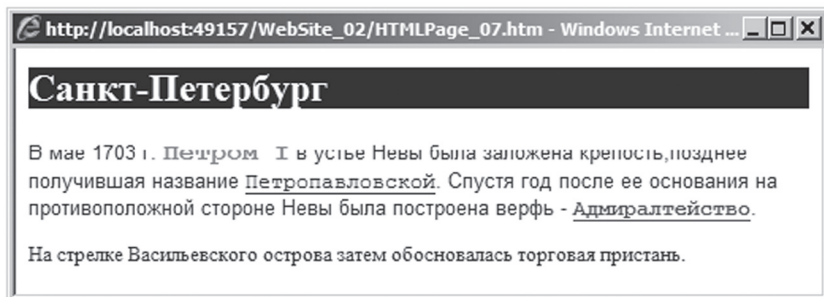 http://localhost:49157/WebSite_02/HTMLPage_07.htm - Windows Internet ...
Санкт-Петербург
В мае 1703 г. Петром I в устье Невы была заложена крепость,позднее
получившая название Петропавловской. Спустя год после ее основания на
противоположной стороне Невы была построена верфь - Адмиралтейство.
На стрелке Васильевского острова затем обосновалась торговая пристань.